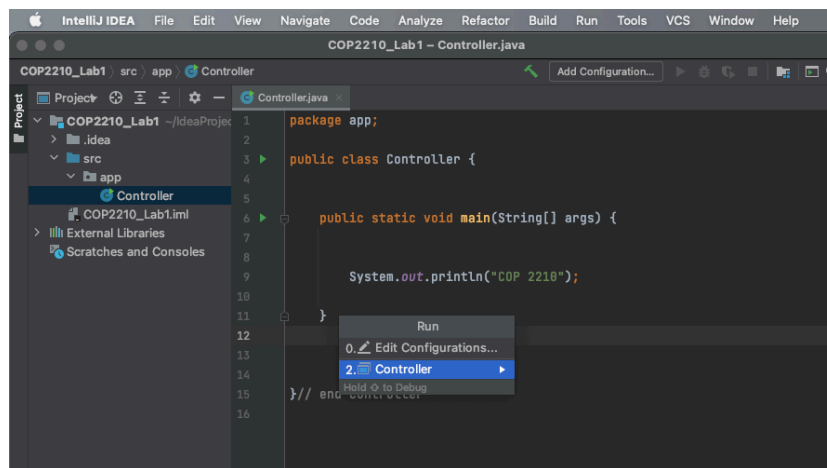 IntelliJ IDEA File Edit View Navigate Code Analyze Refactor Build Run Tools VCS Window Help
COP2210_Lab1 – Controller.java
COP2210_Lab1 〉 src 〉 app 〉 Controller Add Configuration...
Project
Project Controller.java ×
COP2210_Lab1 ~/IdeaProjec
.idea
src
app
Controller
COP2210_Lab1.iml
External Libraries
Scratches and Consoles
1 package app;
2
3 public class Controller {
4
5
6 public static void main(String[] args) {
7
8
9 System.out.println("COP 2210");
10
11 }
12
13
14
15 }// end controller
16
Run
0. Edit Configurations...
2. Controller
Hold ⇧ to Debug